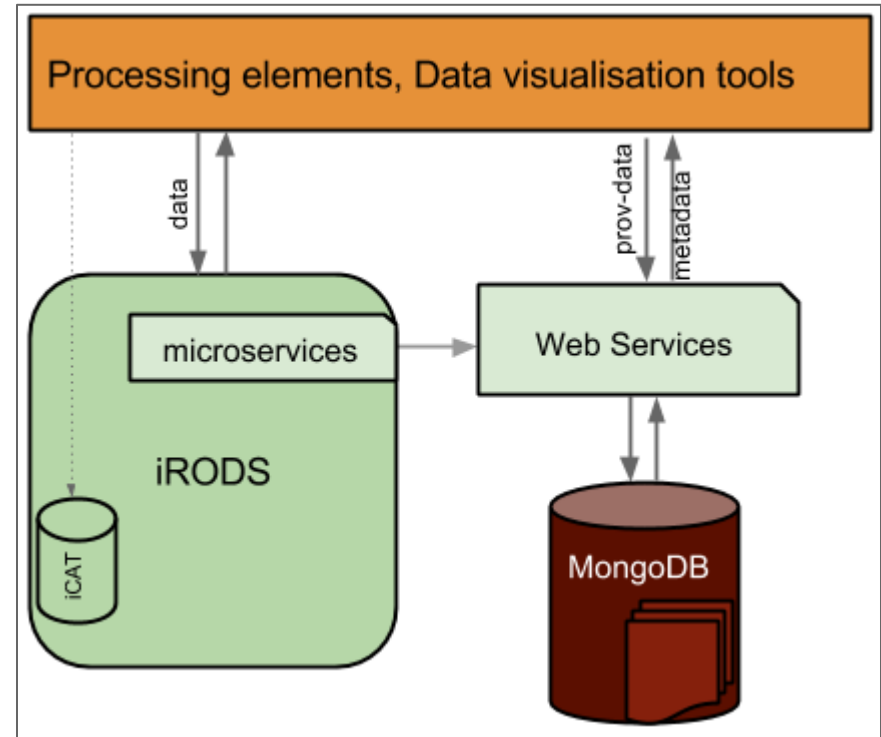 Processing elements, Data visualisation tools
data
prov-data
metadata
microservices
Web Services
iRODS
iCAT
MongoDB